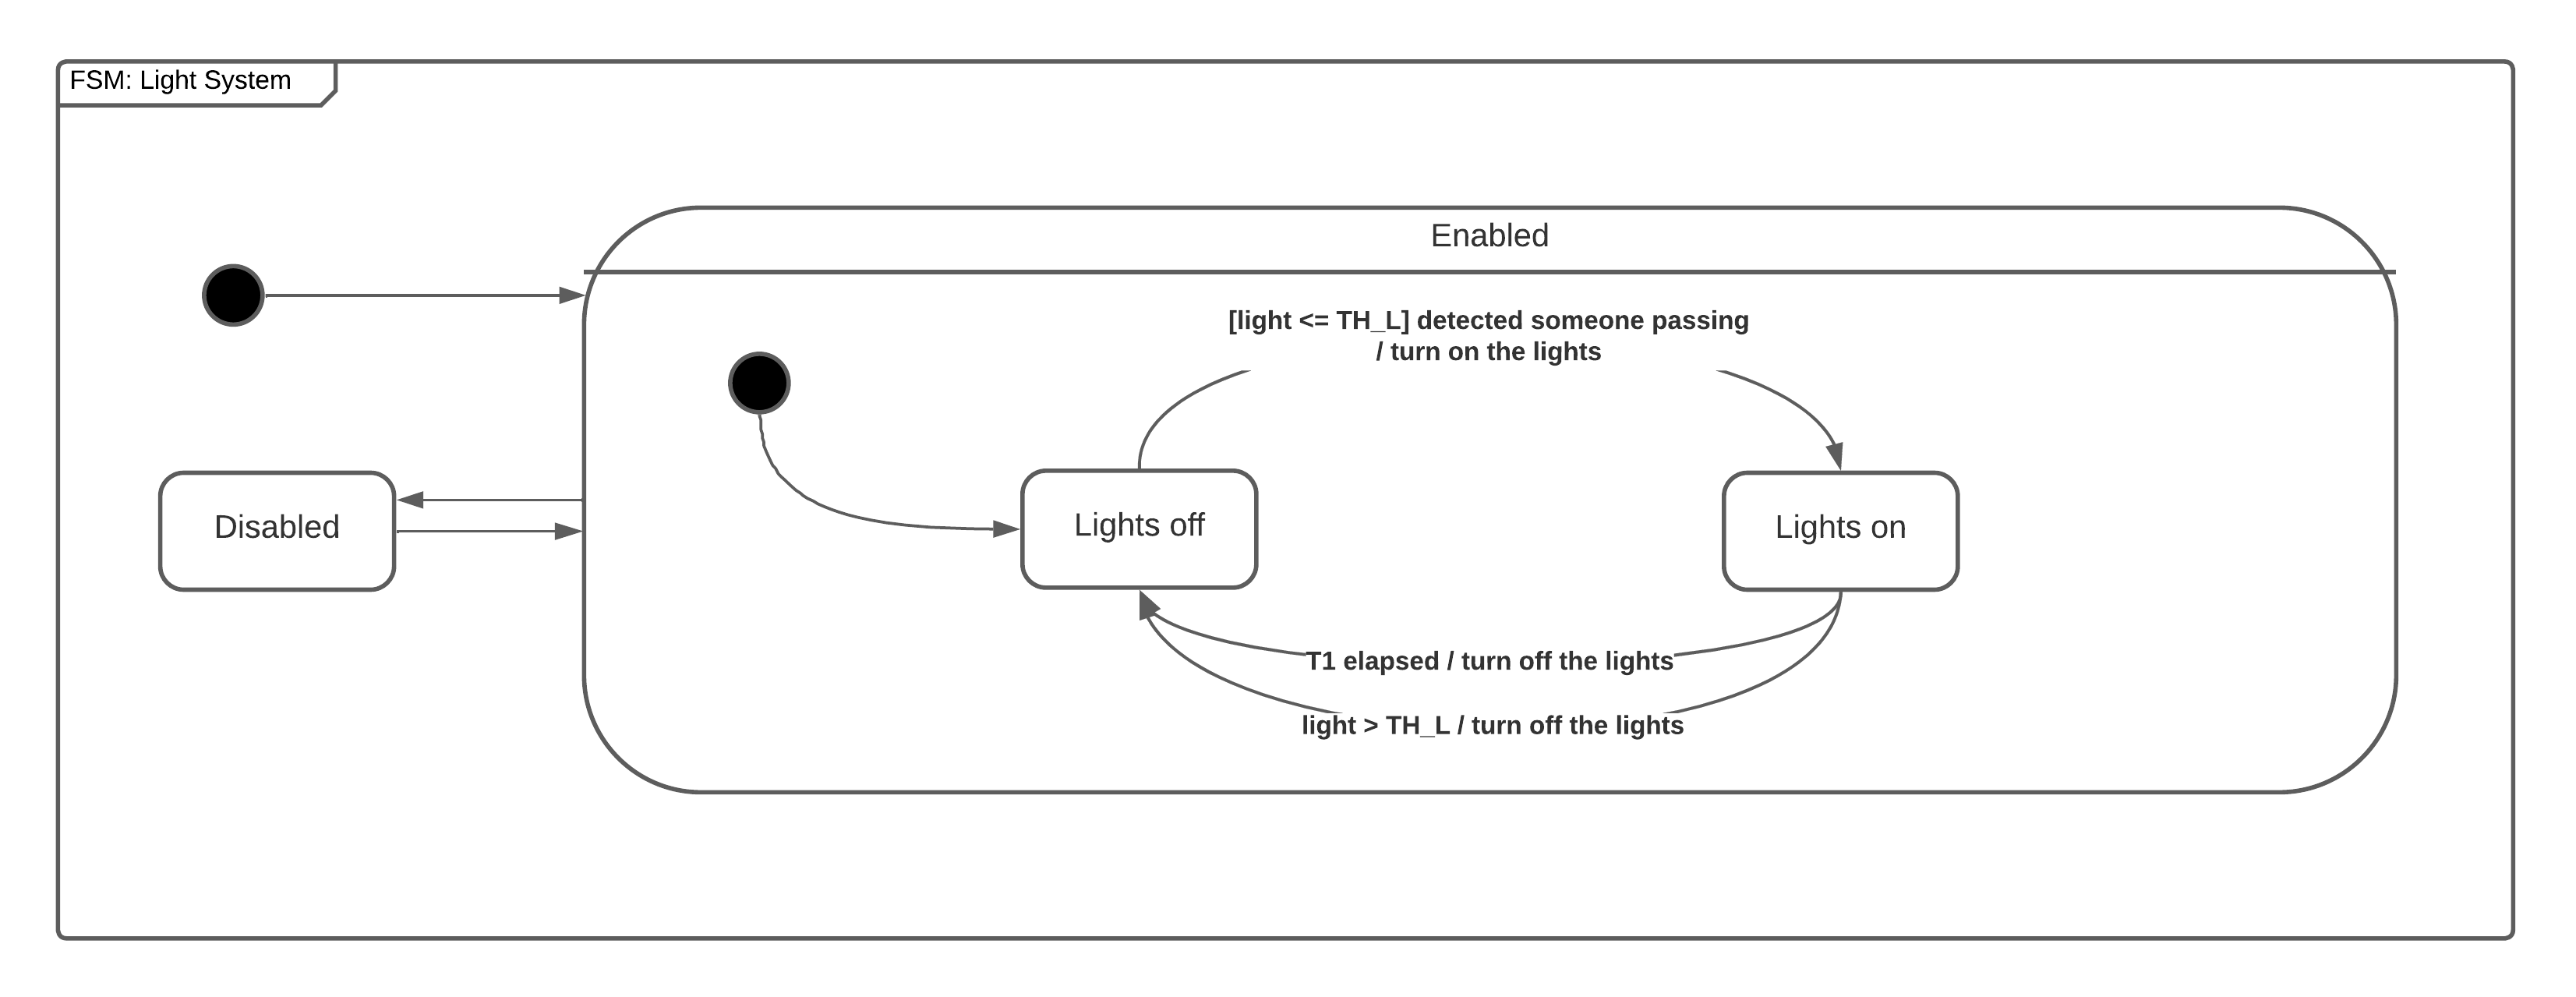 FSM: Light System
Enabled
[light <= TH_L] detected someone passing
/ turn on the lights
Disabled
Lights off
Lights on
T1 elapsed / turn off the lights
light > TH_L / turn off the lights